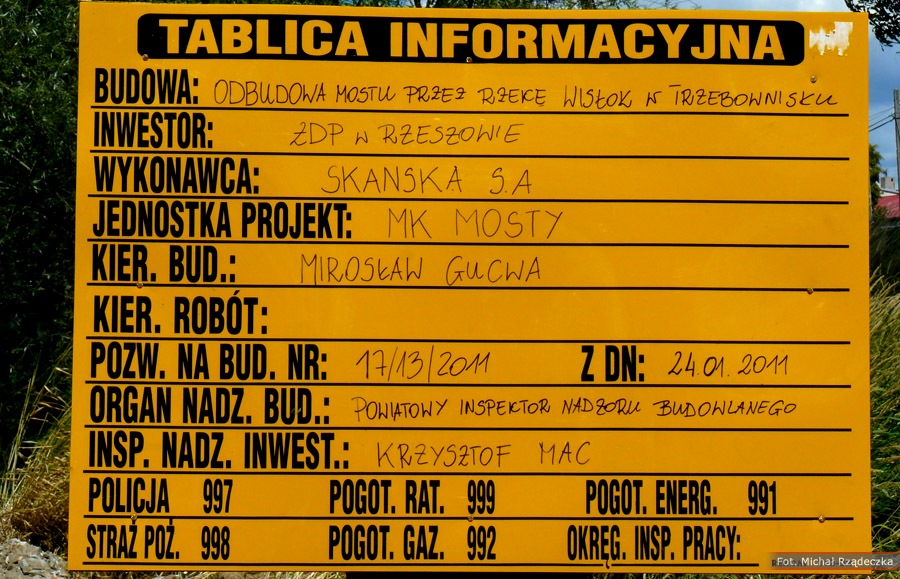 TABLICA INFORMACYJNA
BUDOWA: ODBUDOWA MOSTU PRZEZ RZEKĘ WISŁOK W TRZEBOWNISKU
INWESTOR: ZDP W RZESZOWIE
WYKONAWCA: SKANSKA S.A
JEDNOSTKA PROJEKT: MK MOSTY
KIER. BUD.: MIROSŁAW GUCWA
KIER. ROBÓT:
POZW. NA BUD. NR: 17/13/2011 Z DN: 24.01.2011
ORGAN NADZ. BUD.: POWIATOWY INSPEKTOR NADZORU BUDOWLANEGO
INSP. NADZ. INWEST.: KRZYSZTOF MAC
POLICJA 997 POGOT. RAT. 999 POGOT. ENERG. 991
STRAŻ POŻ. 998 POGOT. GAZ. 992 OKRĘG. INSP. PRACY:
Fot. Michał Rządeczka